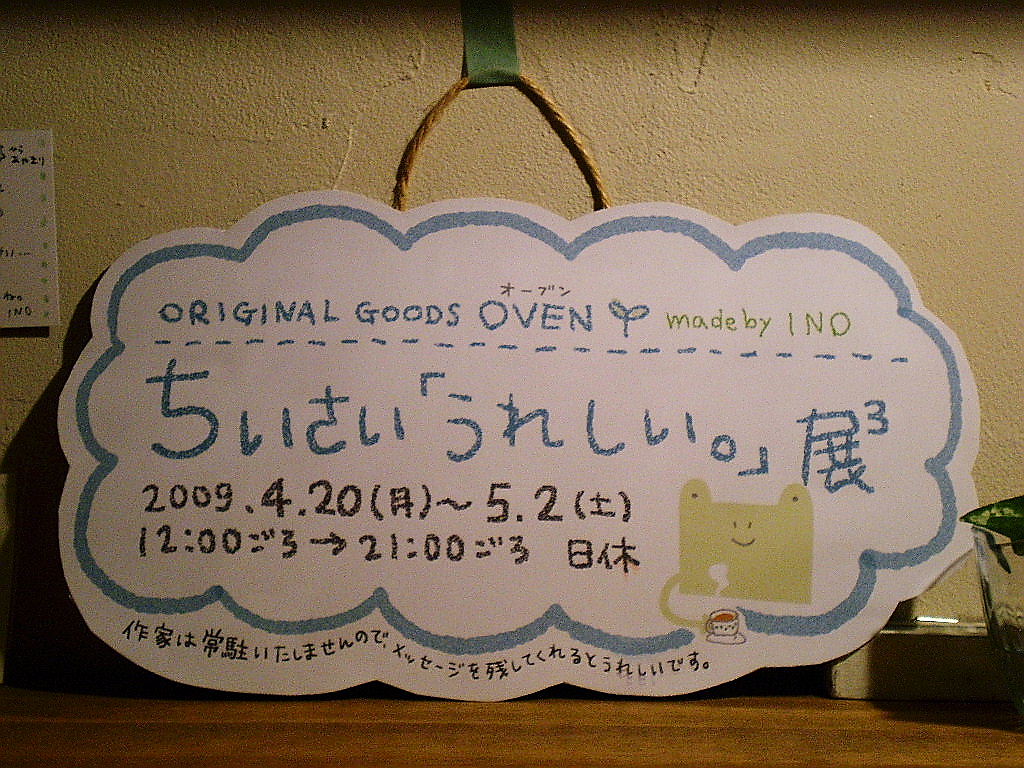 から
オーブン
ORIGINAL GOODS OVEN made by INO
ちいさい「うれしい。」展3
2009.4.20(月)〜5.2(土)
12:00ごろ→21:00ごろ 日休
作家は常駐いたしませんので、メッセージを残してくれるとうれしいです。
INO